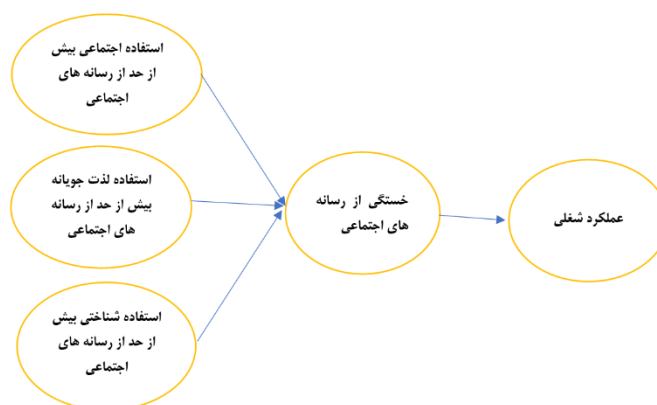 استفاده اجتماعی بیش
از حد از رسانه های
اجتماعی
استفاده لذت جویانه
بیش از حد از رسانه
های اجتماعی
استفاده شناختی بیش
از حد از رسانه های
اجتماعی
خستگی از رسانه
های اجتماعی
عملکرد شغلی